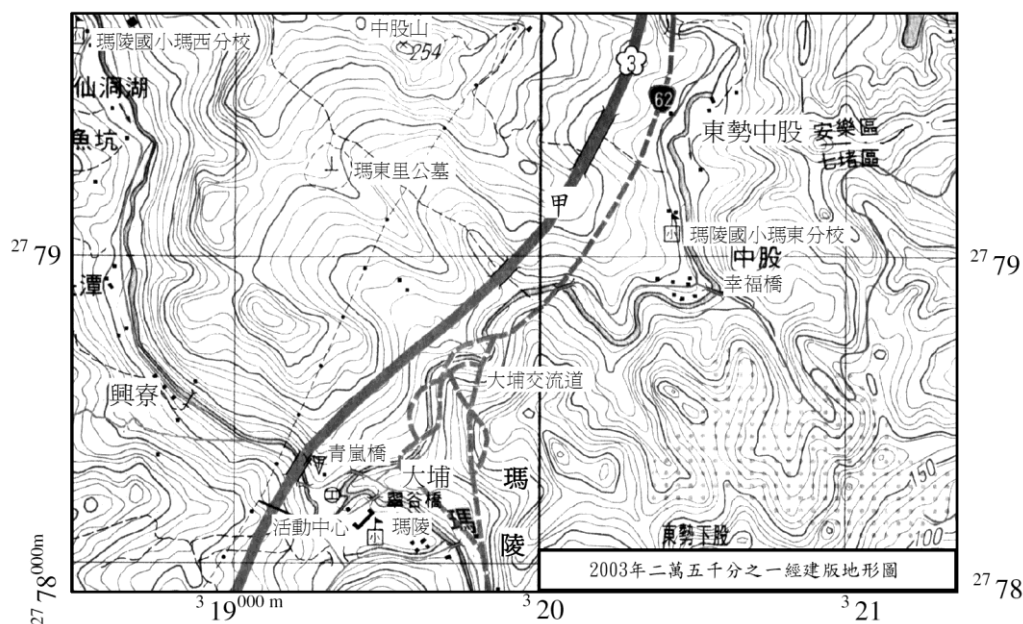 中股山
254
瑪陵國小瑪西分校
3
62
仙洞湖
東勢中股
安樂區
七堵區
魚坑
瑪東里公墓
甲
小
瑪陵國小瑪東分校
27 79
27 79
中股
潭
幸福橋
大埔交流道
興寮
青嵐橋
大埔
瑪
翠谷橋
150
活動中心
小
瑪陵
瑪
陵
東勢下股
100
2003年二萬五千分之一經建版地形圖
27 78 000m
27 78
3 19 000 m
3 20
3 21